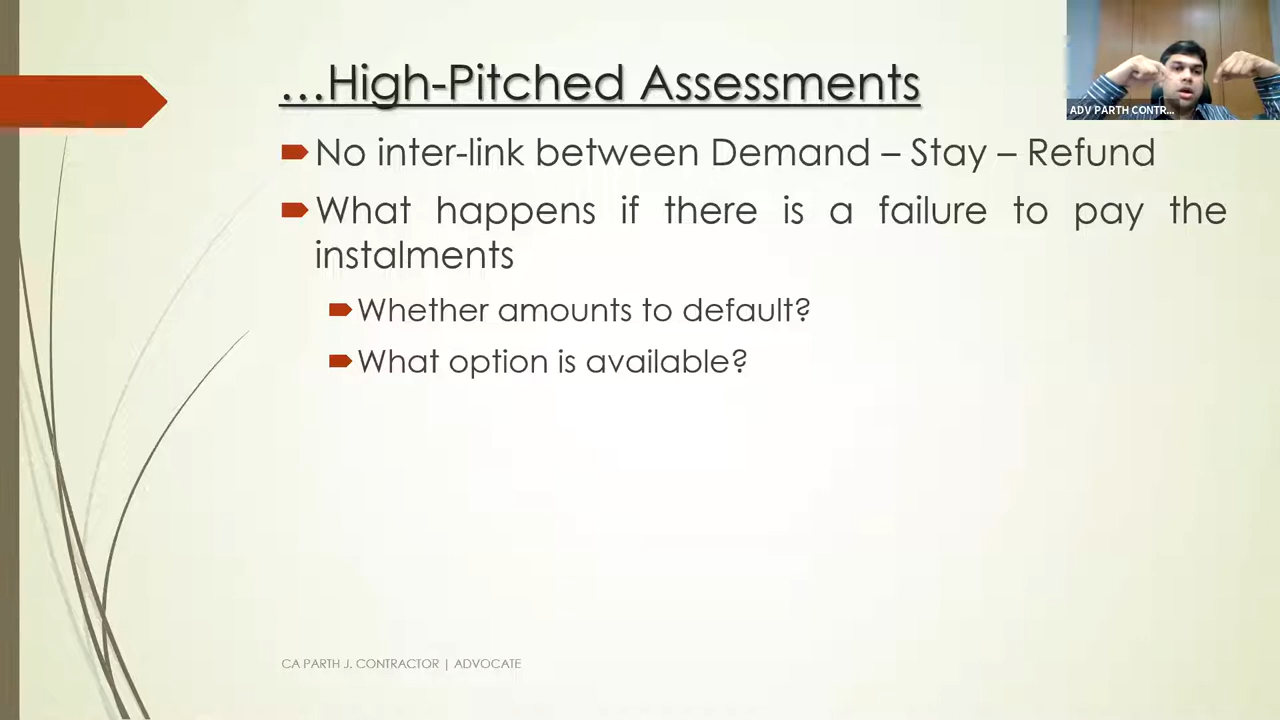 ...High-Pitched Assessments
ADV PARTH CONTR...
No inter-link between Demand – Stay – Refund
What happens if there is a failure to pay the
instalments
Whether amounts to default?
What option is available?
CA PARTH J. CONTRACTOR | ADVOCATE